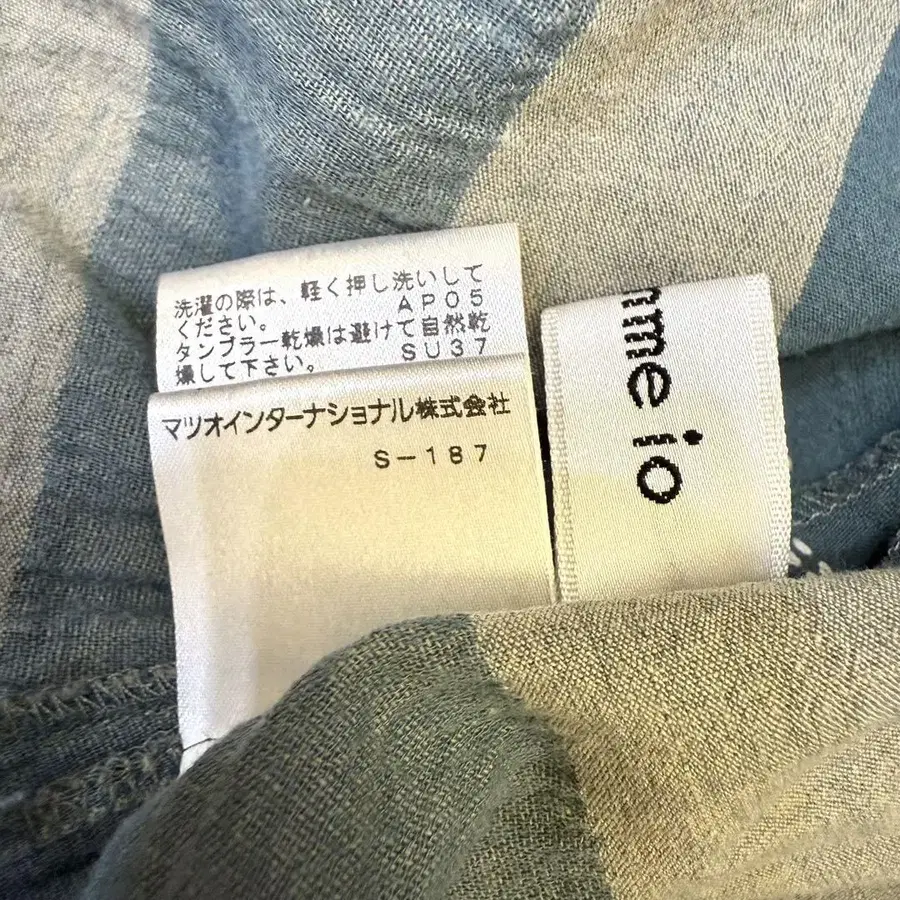 洗濯の際は、軽く押し洗いして
ください。 AP05
タンブラー乾燥は避けて自然乾
燥して下さい。 SU37
マツオインターナショナル株式会社
S-187
mme io